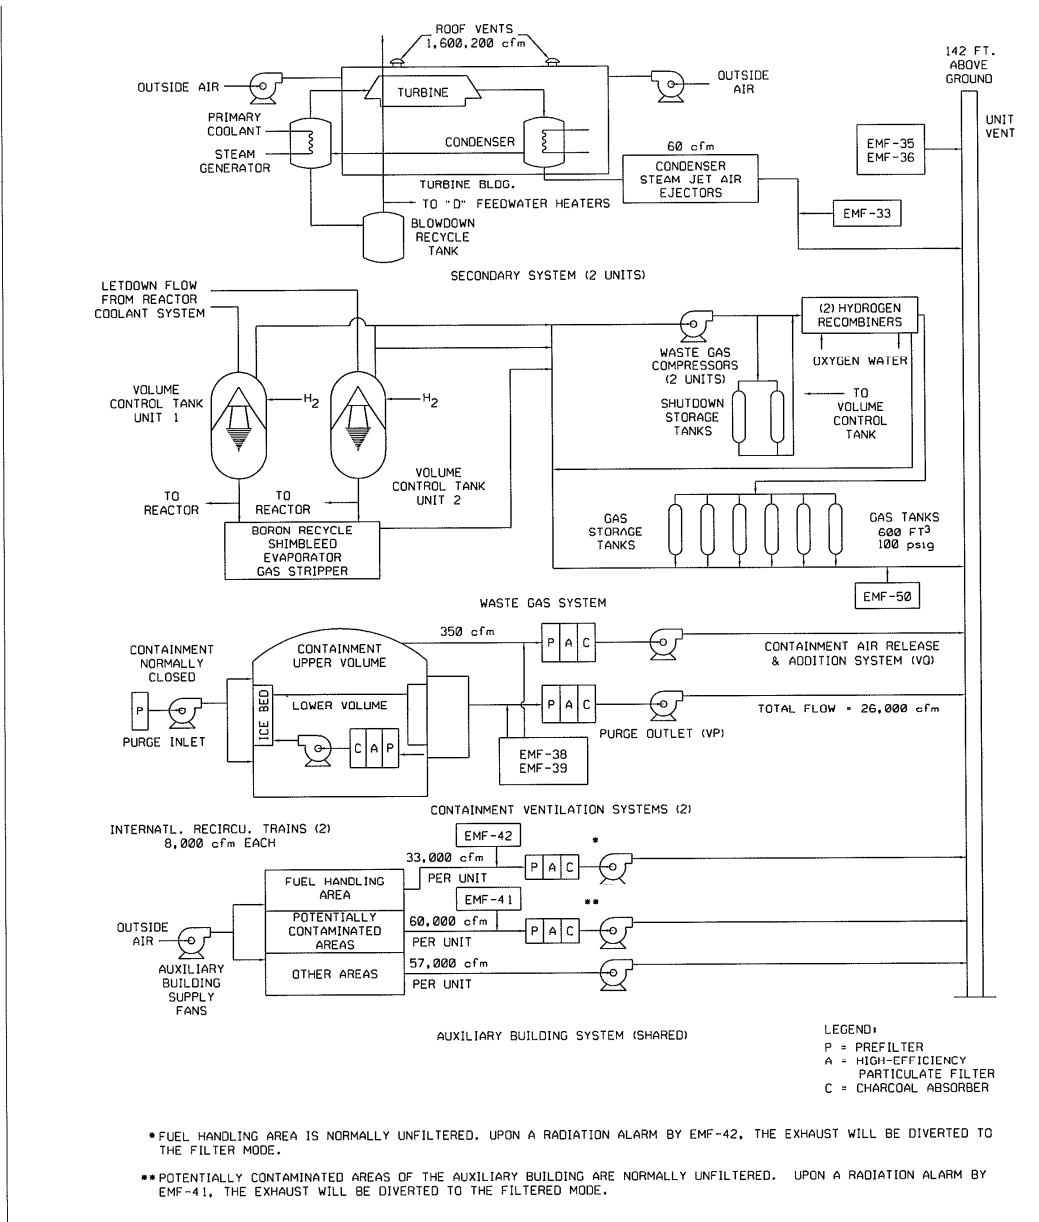 ROOF VENTS
1,600,200 cfm
142 FT.
ABOVE
GROUND
OUTSIDE AIR
TURBINE
OUTSIDE
AIR
UNIT
VENT
PRIMARY
COOLANT
STEAM
GENERATOR
CONDENSER
60 cfm
CONDENSER
STEAM JET AIR
EJECTORS
EMF-35
EMF-36
TURBINE BLDG.
TO "D" FEEDWATER HEATERS
EMF-33
BLOWDOWN
RECYCLE
TANK
SECONDARY SYSTEM (2 UNITS)
LETDOWN FLOW
FROM REACTOR
COOLANT SYSTEM
(2) HYDROGEN
RECOMBINERS
WASTE GAS
COMPRESSORS
(2 UNITS)
OXYGEN WATER
VOLUME
CONTROL TANK
UNIT 1
H2
H2
SHUTDOWN
STORAGE
TANKS
TO
VOLUME
CONTROL
TANK
VOLUME
CONTROL TANK
UNIT 2
TO
REACTOR
TO
REACTOR
BORON RECYCLE
SHIMBLEED
EVAPORATOR
GAS STRIPPER
GAS
STORAGE
TANKS
GAS TANKS
600 FT3
100 psig
EMF-50
WASTE GAS SYSTEM
350 cfm
P A C
CONTAINMENT
NORMALLY
CLOSED
CONTAINMENT
UPPER VOLUME
CONTAINMENT AIR RELEASE
& ADDITION SYSTEM (VQ)
P
PURGE INLET
ICE BED
LOWER VOLUME
C A P
P A C
TOTAL FLOW = 26,000 cfm
PURGE OUTLET (VP)
EMF-38
EMF-39
CONTAINMENT VENTILATION SYSTEMS (2)
INTERNATL. RECIRCU. TRAINS (2)
8,000 cfm EACH
EMF-42
*
33,000 cfm
PER UNIT
P A C
FUEL HANDLING
AREA
EMF-41
**
POTENTIALLY
CONTAMINATED
AREAS
60,000 cfm
PER UNIT
P A C
OUTSIDE
AIR
OTHER AREAS
57,000 cfm
PER UNIT
AUXILIARY
BUILDING
SUPPLY
FANS
AUXILIARY BUILDING SYSTEM (SHARED)
LEGEND:
P = PREFILTER
A = HIGH-EFFICIENCY
PARTICULATE FILTER
C = CHARCOAL ABSORBER
* FUEL HANDLING AREA IS NORMALLY UNFILTERED. UPON A RADIATION ALARM BY EMF-42, THE EXHAUST WILL BE DIVERTED TO
THE FILTER MODE.
** POTENTIALLY CONTAMINATED AREAS OF THE AUXILIARY BUILDING ARE NORMALLY UNFILTERED. UPON A RADIATION ALARM BY
EMF-41, THE EXHAUST WILL BE DIVERTED TO THE FILTERED MODE.